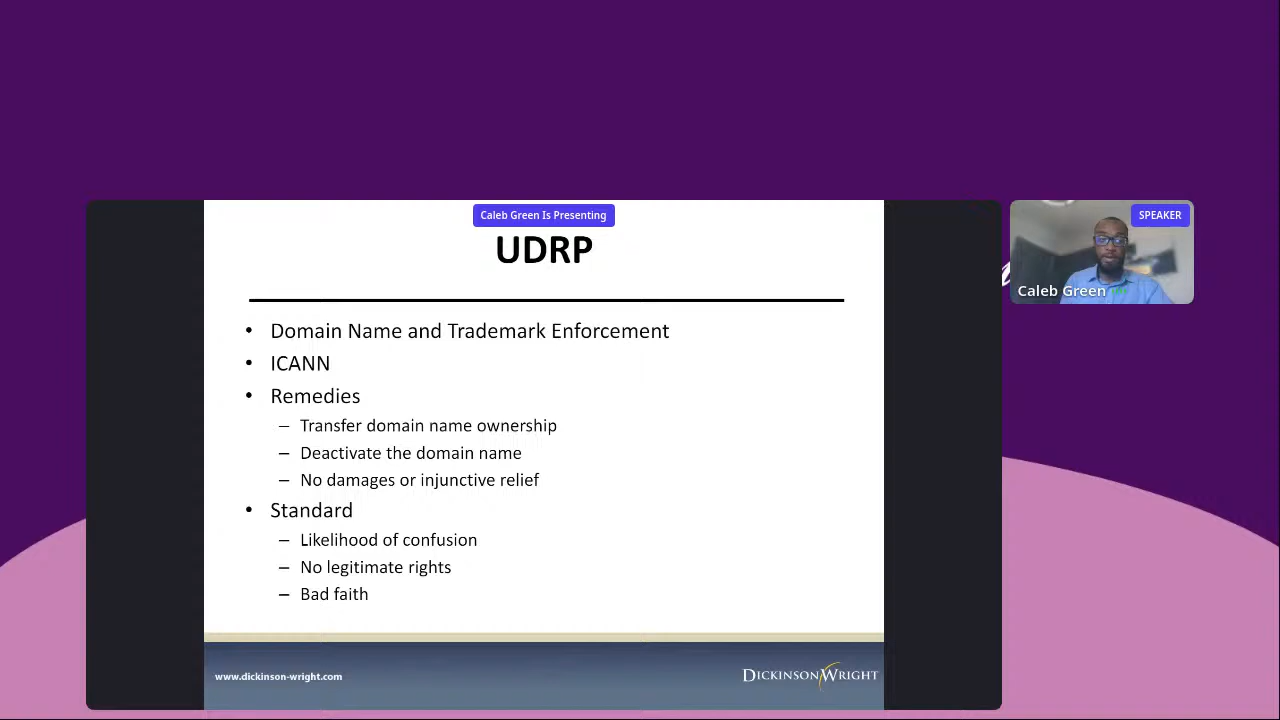 Caleb Green Is Presenting
UDRP
• Domain Name and Trademark Enforcement
• ICANN
• Remedies
– Transfer domain name ownership
– Deactivate the domain name
– No damages or injunctive relief
• Standard
– Likelihood of confusion
– No legitimate rights
– Bad faith
www.dickinson-wright.com
DICKINSON WRIGHT
SPEAKER
Caleb Green